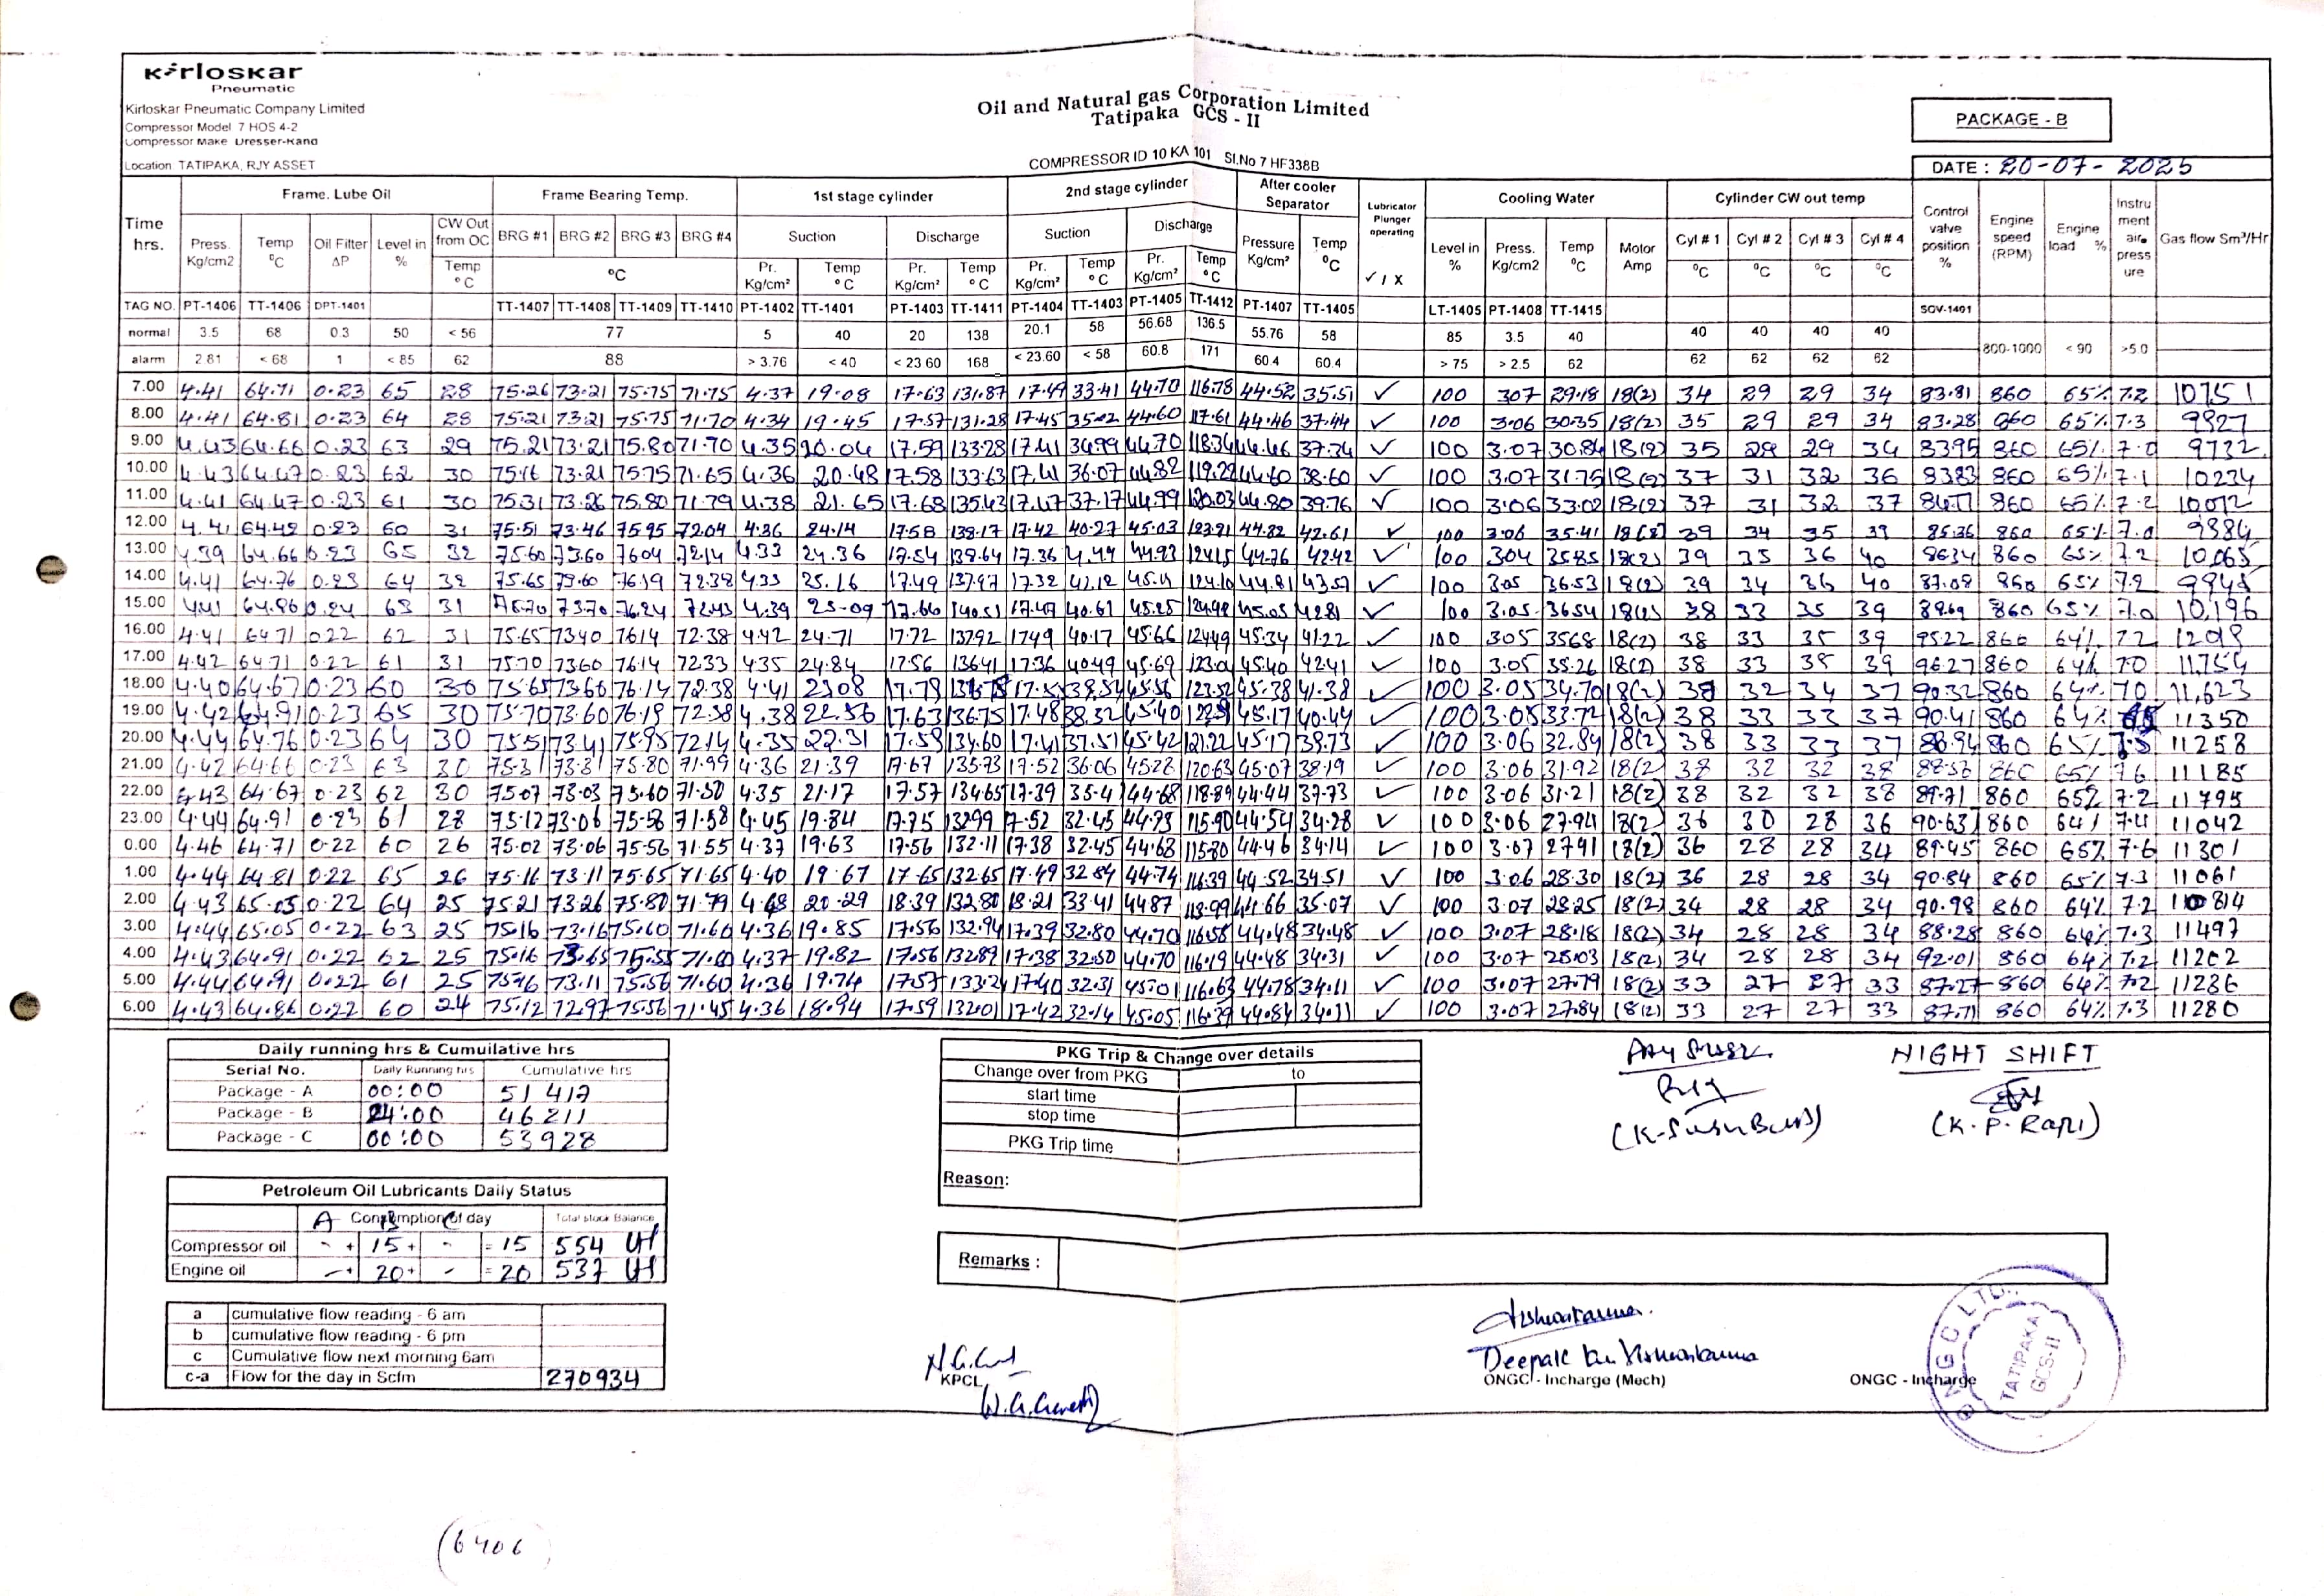 Kirloskar
Pneumatic
Kirloskar Pneumatic Company Limited
Compressor Model 7 HOS 4-2
Compressor Make Dresser-Rand
Location TATIPAKA, RJY ASSET
Oil and Natural gas Corporation Limited
Tatipaka GCS - II
COMPRESSOR ID 10 KA 101 Sl.No 7 HF338B
PACKAGE - B
DATE : 20-07-2025
Time hrs. Frame. Lube Oil Frame Bearing Temp. 1st stage cylinder 2nd stage cylinder After cooler Separator Lubricator Plunger operating Cooling Water Cylinder CW out temp Control valve position % Engine speed (RPM) Engine load % Instru ment air press ure Gas flow Sm³/Hr
Press. Kg/cm2 Temp °C Oil Filter ΔP Level in % CW Out from OC BRG #1 BRG #2 BRG #3 BRG #4 Suction Discharge Suction Discharge Pressure Kg/cm² Temp °C Level in % Press. Kg/cm2 Temp °C Motor Amp Cyl # 1 Cyl # 2 Cyl # 3 Cyl # 4
Temp °C °C Pr. Kg/cm² Temp °C Pr. Kg/cm² Temp °C Pr. Kg/cm² Temp °C Pr. Kg/cm² Temp °C ✓ / X °C °C °C °C
TAG NO. PT-1406 TT-1406 DPT-1401 TT-1407 TT-1408 TT-1409 TT-1410 PT-1402 TT-1401 PT-1403 TT-1411 PT-1404 TT-1403 PT-1405 TT-1412 PT-1407 TT-1405 LT-1405 PT-1408 TT-1415 SGV-1401
normal 3.5 68 0.3 50 < 56 77 5 40 20 138 20.1 58 56.68 136.5 55.76 58 85 3.5 40 40 40 40 40
alarm 2.81 < 68 1 < 85 62 88 > 3.76 < 40 < 23.60 168 < 23.60 < 58 60.8 171 60.4 60.4 > 75 > 2.5 62 62 62 62 62 800-1000 < 90 >5.0
7.00 4.41 64.71 0.23 65 28 75.26 73.21 75.75 71.75 4.37 19.08 17.63 131.87 17.49 33.41 44.70 116.78 44.52 35.51 ✓ 100 307 29.18 18(2) 34 29 29 34 83.81 860 65% 7.2 10751
8.00 4.41 64.81 0.23 64 28 75.21 73.21 75.75 71.70 4.34 19.45 17.57 131.28 17.45 35.02 44.60 117.61 44.46 37.44 ✓ 100 3.06 30.35 18(2) 35 29 29 34 83.28 860 65% 7.3 9827
9.00 4.43 64.66 0.23 63 29 75.21 73.21 75.80 71.70 4.35 20.04 17.59 133.28 17.41 34.99 44.70 118.34 44.46 37.74 ✓ 100 3.07 30.84 18(2) 35 29 29 34 83.95 860 65% 7.0 9732
10.00 4.43 64.67 0.23 62 30 75.16 73.21 75.75 71.65 4.36 20.48 17.58 133.63 17.41 36.07 44.82 119.22 44.60 38.60 ✓ 100 3.07 31.75 18(2) 37 31 32 36 83.83 860 65% 7.1 10234
11.00 4.41 64.47 0.23 61 30 75.31 73.26 75.80 71.79 4.38 21.65 17.68 135.43 17.47 37.17 44.99 120.03 44.80 39.76 ✓ 100 3.06 33.02 18(2) 37 31 32 37 860 65% 7.2 10,072
12.00 4.41 64.42 0.23 60 31 75.51 73.46 75.95 72.04 4.36 24.14 17.58 138.17 17.42 40.27 45.03 123.91 44.82 42.61 ✓ 100 3.06 35.41 18(2) 39 34 35 39 85.36 860 65% 7.0 9884
13.00 4.39 64.66 0.23 65 32 75.60 73.60 76.04 72.14 4.33 24.36 17.54 138.64 17.36 44.93 44.76 42.42 ✓ 100 304 35.85 18(2) 39 35 36 40 86.34 860 65% 7.2 10,065
14.00 4.41 64.76 0.23 64 32 75.65 73.60 76.19 72.38 4.33 25.16 17.49 137.97 17.32 41.12 45.11 124.10 44.81 43.57 ✓ 100 3.05 36.53 18(2) 39 34 36 40 87.08 860 65% 7.2 9945
15.00 4.41 64.86 0.24 63 31 75.70 73.70 76.24 72.43 4.39 25.09 17.66 140.51 17.47 40.61 45.25 124.98 45.05 42.81 ✓ 100 3.05 36.54 18(2) 38 33 35 39 860 65% 7.0 10,196
16.00 4.41 64.71 0.22 62 31 75.65 73.40 76.14 72.38 4.42 24.71 17.72 137.92 17.49 40.17 45.66 124.49 45.34 41.22 ✓ 100 305 35.68 18(2) 38 33 35 39 95.22 860 64% 7.2
17.00 4.42 64.71 0.22 61 31 75.70 73.60 76.14 72.33 4.35 24.84 17.56 136.41 17.36 40.49 45.69 123.01 45.40 42.41 ✓ 100 3.05 35.26 18(2) 38 33 35 39 96.27 860 64% 7.0 11,754
18.00 4.40 64.67 0.23 60 30 75.65 73.60 76.14 72.38 4.41 23.08 17.79 17.55 38.54 45.56 123.52 45.38 41.38 ✓ 100 3.05 34.70 18(2) 38 32 34 37 90.32 860 64% 7.0 11,623
19.00 4.42 64.91 0.23 65 30 75.70 73.60 76.19 72.38 4.38 22.56 17.63 136.75 17.48 38.32 45.40 45.17 40.44 ✓ 100 3.05 33.72 18(2) 38 33 33 37 90.41 860 64% 11350
20.00 4.44 64.76 0.23 64 30 75.51 73.41 75.95 72.14 4.35 22.31 17.59 134.60 17.41 37.51 45.42 121.22 45.17 39.73 ✓ 100 3.06 32.84 18(2) 38 33 33 37 88.94 860 65% 7.5 11258
21.00 4.42 64.66 0.23 63 30 75.31 73.31 75.80 71.99 4.36 21.39 17.67 135.73 17.52 36.06 45.28 120.63 45.07 38.19 ✓ 100 3.06 31.92 18(2) 38 32 32 38 88.56 860 65% 7.6 11185
22.00 4.43 64.67 0.23 62 30 75.07 73.03 75.60 71.50 4.35 21.17 17.57 134.65 17.39 35.41 44.68 118.89 44.44 37.73 ✓ 100 3.06 31.21 18(2) 38 32 32 38 89.71 860 65% 7.2 11795
23.00 4.44 64.91 0.23 61 28 75.12 73.06 75.56 71.58 4.45 19.84 17.75 132.99 17.52 32.45 44.73 115.90 44.54 34.28 ✓ 100 3.06 27.94 18(2) 36 30 28 36 90.63 860 64% 7.4 11042
0.00 4.46 64.71 0.22 60 26 75.02 73.06 75.56 71.55 4.37 19.63 17.56 132.11 17.38 32.45 44.68 115.80 44.46 34.14 ✓ 100 3.07 27.91 18(2) 36 28 28 34 89.45 860 65% 7.6 11301
1.00 4.44 64.81 0.22 65 26 75.16 73.11 75.65 71.65 4.40 19.67 17.65 132.65 17.49 32.84 44.74 116.39 44.52 34.51 ✓ 100 3.06 28.30 18(2) 36 28 28 34 90.84 860 65% 7.3 11061
2.00 4.43 65.05 0.22 64 25 75.21 73.26 75.80 71.79 4.68 20.29 18.39 132.80 18.21 33.41 44.87 118.99 44.66 35.07 ✓ 100 3.07 28.25 18(2) 34 28 28 34 90.98 860 64% 7.2 10814
3.00 4.44 65.05 0.22 63 25 75.16 73.16 75.60 71.60 4.36 19.85 17.56 132.94 17.39 32.80 44.70 116.58 44.48 34.48 ✓ 100 3.07 28.18 18(2) 34 28 28 34 88.28 860 64% 7.3 11497
4.00 4.43 64.91 0.22 62 25 75.16 75.55 71.60 4.37 19.82 17.56 132.89 17.38 32.50 44.70 116.19 44.48 34.31 ✓ 100 3.07 28.03 18(2) 34 28 28 34 92.01 860 64% 7.2 11202
5.00 4.44 64.91 0.22 61 25 75.16 73.11 75.56 71.60 4.36 19.74 17.57 133.24 17.40 32.31 45.01 116.63 44.78 34.11 ✓ 100 3.07 27.79 18(2) 33 27 27 33 87.27 860 64% 7.2 11236
6.00 4.43 64.86 0.22 60 24 75.12 72.97 75.56 71.45 4.36 18.94 17.59 132.01 17.42 32.14 45.05 116.39 44.84 34.11 ✓ 100 3.07 27.84 18(2) 33 27 27 33 87.71 860 64% 7.3 11280
Daily running hrs & Cumuilative hrs
Serial No. Daily Running hrs Cumulative hrs
Package - A 00:00 51417
Package - B 24:00 46211
Package - C 00:00 53928
PKG Trip & Change over details
Change over from PKG to
start time
stop time
PKG Trip time
Reason:
NIGHT SHIFT
(K. P. Rapi)
Petroleum Oil Lubricants Daily Status
A B C Consumption of day Total stock Balance
Compressor oil - + 15 + - = 15 554 Lit
Engine oil - + 20 + - = 20 537 Lit
Remarks :
a cumulative flow reading - 6 am
b cumulative flow reading - 6 pm
c Cumulative flow next morning 6am
c-a Flow for the day in Scfm 270934
KPCL
Deepak Ku Vishwakarma
ONGC - Incharge (Mech)
ONGC - Incharge
ONGC LTD.
TATIPAKA
GCS-II
(6406)